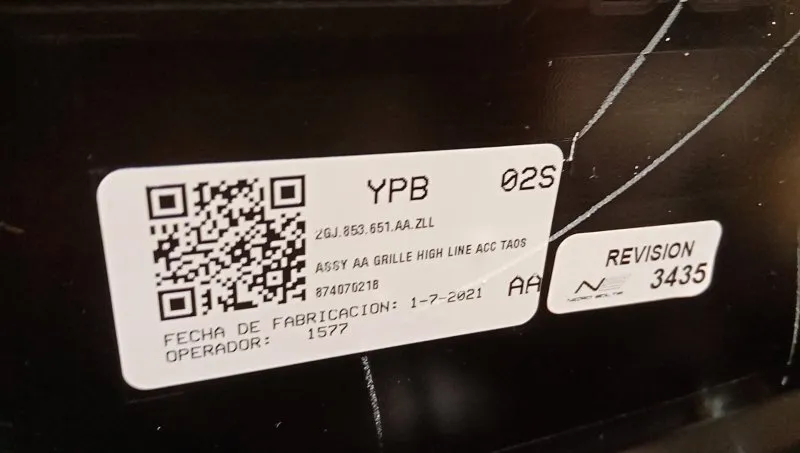 YPB 02S
2GJ.853.651.AA.ZLL
ASSY AA GRILLE HIGH LINE ACC TAOS
874070218
AA
FECHA DE FABRICACION: 1-7-2021
OPERADOR: 1577
REVISION
3435